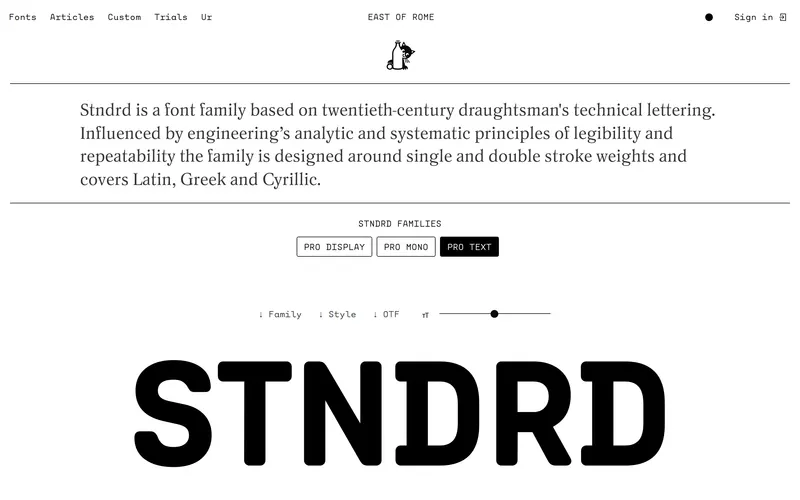 Fonts Articles Custom Trials Ur EAST OF ROME Sign in
Stndrd is a font family based on twentieth-century draughtsman's technical lettering.
Influenced by engineering’s analytic and systematic principles of legibility and
repeatability the family is designed around single and double stroke weights and
covers Latin, Greek and Cyrillic.
STNDRD FAMILIES
PRO DISPLAY PRO MONO PRO TEXT
↓ Family ↓ Style ↓ OTF TT
STNDRD